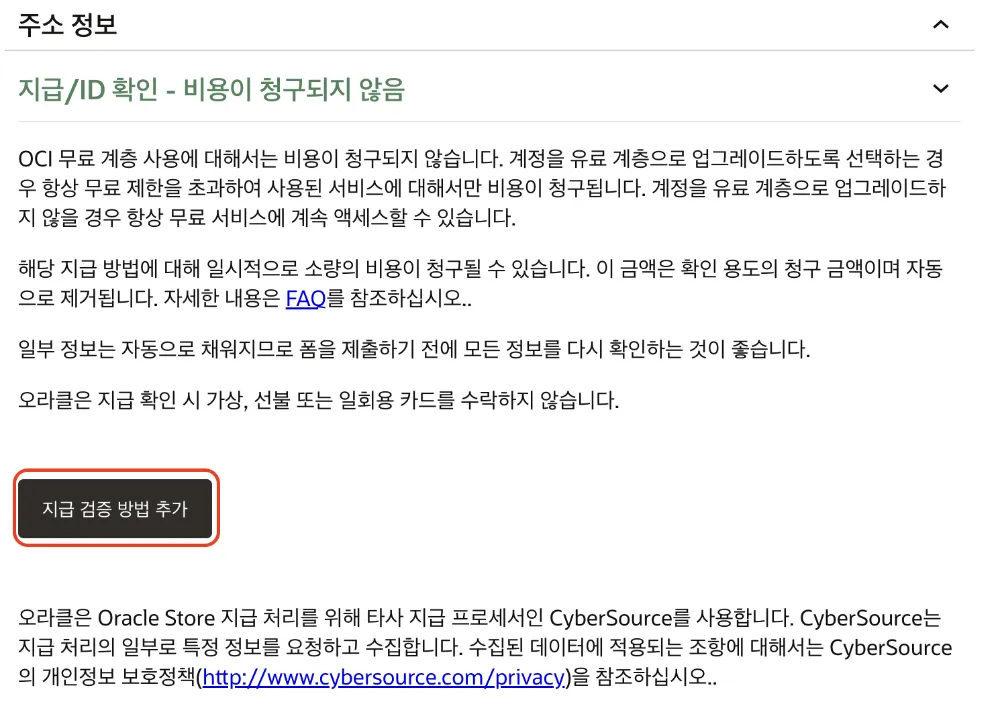 주소 정보
지급/ID 확인 - 비용이 청구되지 않음
OCI 무료 계층 사용에 대해서는 비용이 청구되지 않습니다. 계정을 유료 계층으로 업그레이드하도록 선택하는 경
우 항상 무료 제한을 초과하여 사용된 서비스에 대해서만 비용이 청구됩니다. 계정을 유료 계층으로 업그레이드하
지 않을 경우 항상 무료 서비스에 계속 액세스할 수 있습니다.
해당 지급 방법에 대해 일시적으로 소량의 비용이 청구될 수 있습니다. 이 금액은 확인 용도의 청구 금액이며 자동
으로 제거됩니다. 자세한 내용은 FAQ를 참조하십시오..
일부 정보는 자동으로 채워지므로 폼을 제출하기 전에 모든 정보를 다시 확인하는 것이 좋습니다.
오라클은 지급 확인 시 가상, 선불 또는 일회용 카드를 수락하지 않습니다.
지급 검증 방법 추가
오라클은 Oracle Store 지급 처리를 위해 타사 지급 프로세서인 CyberSource를 사용합니다. CyberSource는
지급 처리의 일부로 특정 정보를 요청하고 수집합니다. 수집된 데이터에 적용되는 조항에 대해서는 CyberSource
의 개인정보 보호정책(http://www.cybersource.com/privacy)을 참조하십시오..